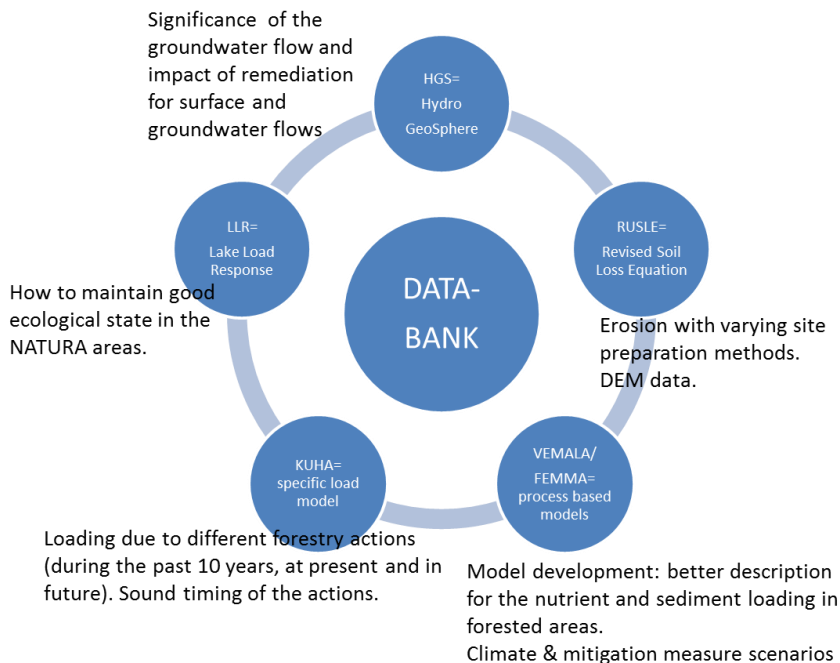 Significance of the
groundwater flow and
impact of remediation
for surface and
groundwater flows
HGS=
Hydro
GeoSphere
LLR=
Lake Load
Response
RUSLE=
Revised Soil
Loss Equation
DATA-
BANK
How to maintain good
ecological state in the
NATURA areas.
Erosion with varying site
preparation methods.
DEM data.
KUHA=
specific load
model
VEMALA/
FEMMA=
process based
models
Loading due to different forestry actions
(during the past 10 years, at present and in
future). Sound timing of the actions.
Model development: better description
for the nutrient and sediment loading in
forested areas.
Climate & mitigation measure scenarios